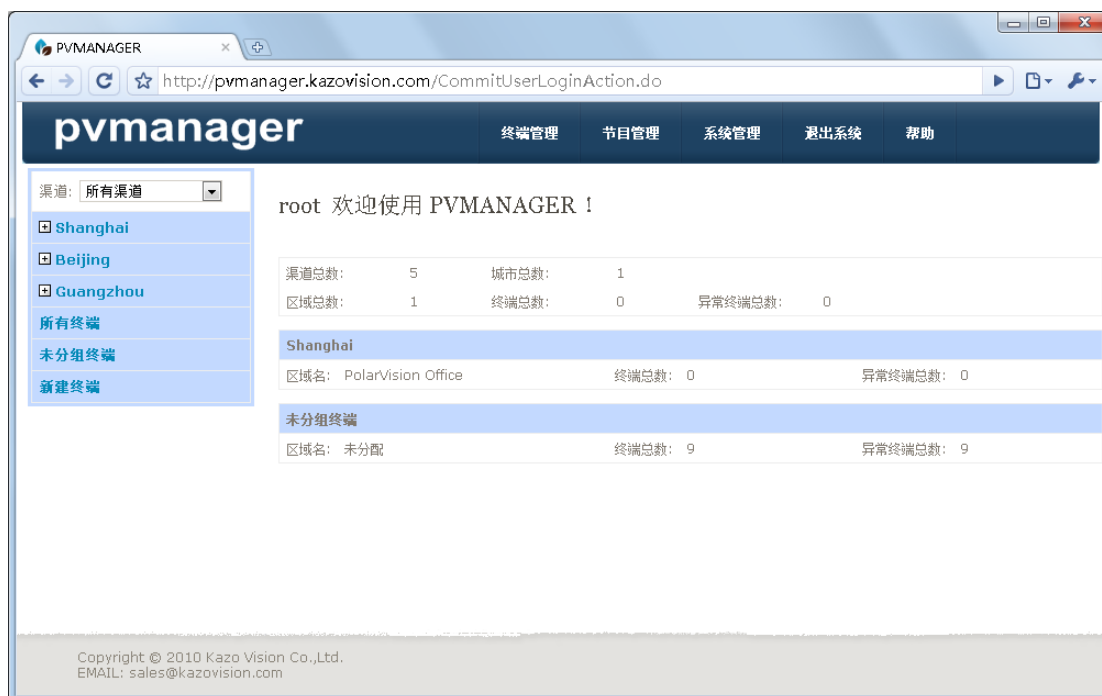 PVMANAGER
http://pvmanager.kazovision.com/CommitUserLoginAction.do
pvmanager 终端管理 节目管理 系统管理 退出系统 帮助
渠道: 所有渠道
Shanghai
Beijing
Guangzhou
所有终端
未分组终端
新建终端
root 欢迎使用 PVMANAGER！
渠道总数: 5 城市总数: 1
区域总数: 1 终端总数: 0 异常终端总数: 0
Shanghai
区域名: PolarVision Office 终端总数: 0 异常终端总数: 0
未分组终端
区域名: 未分配 终端总数: 9 异常终端总数: 9
Copyright © 2010 Kazo Vision Co.,Ltd.
EMAIL: sales@kazovision.com